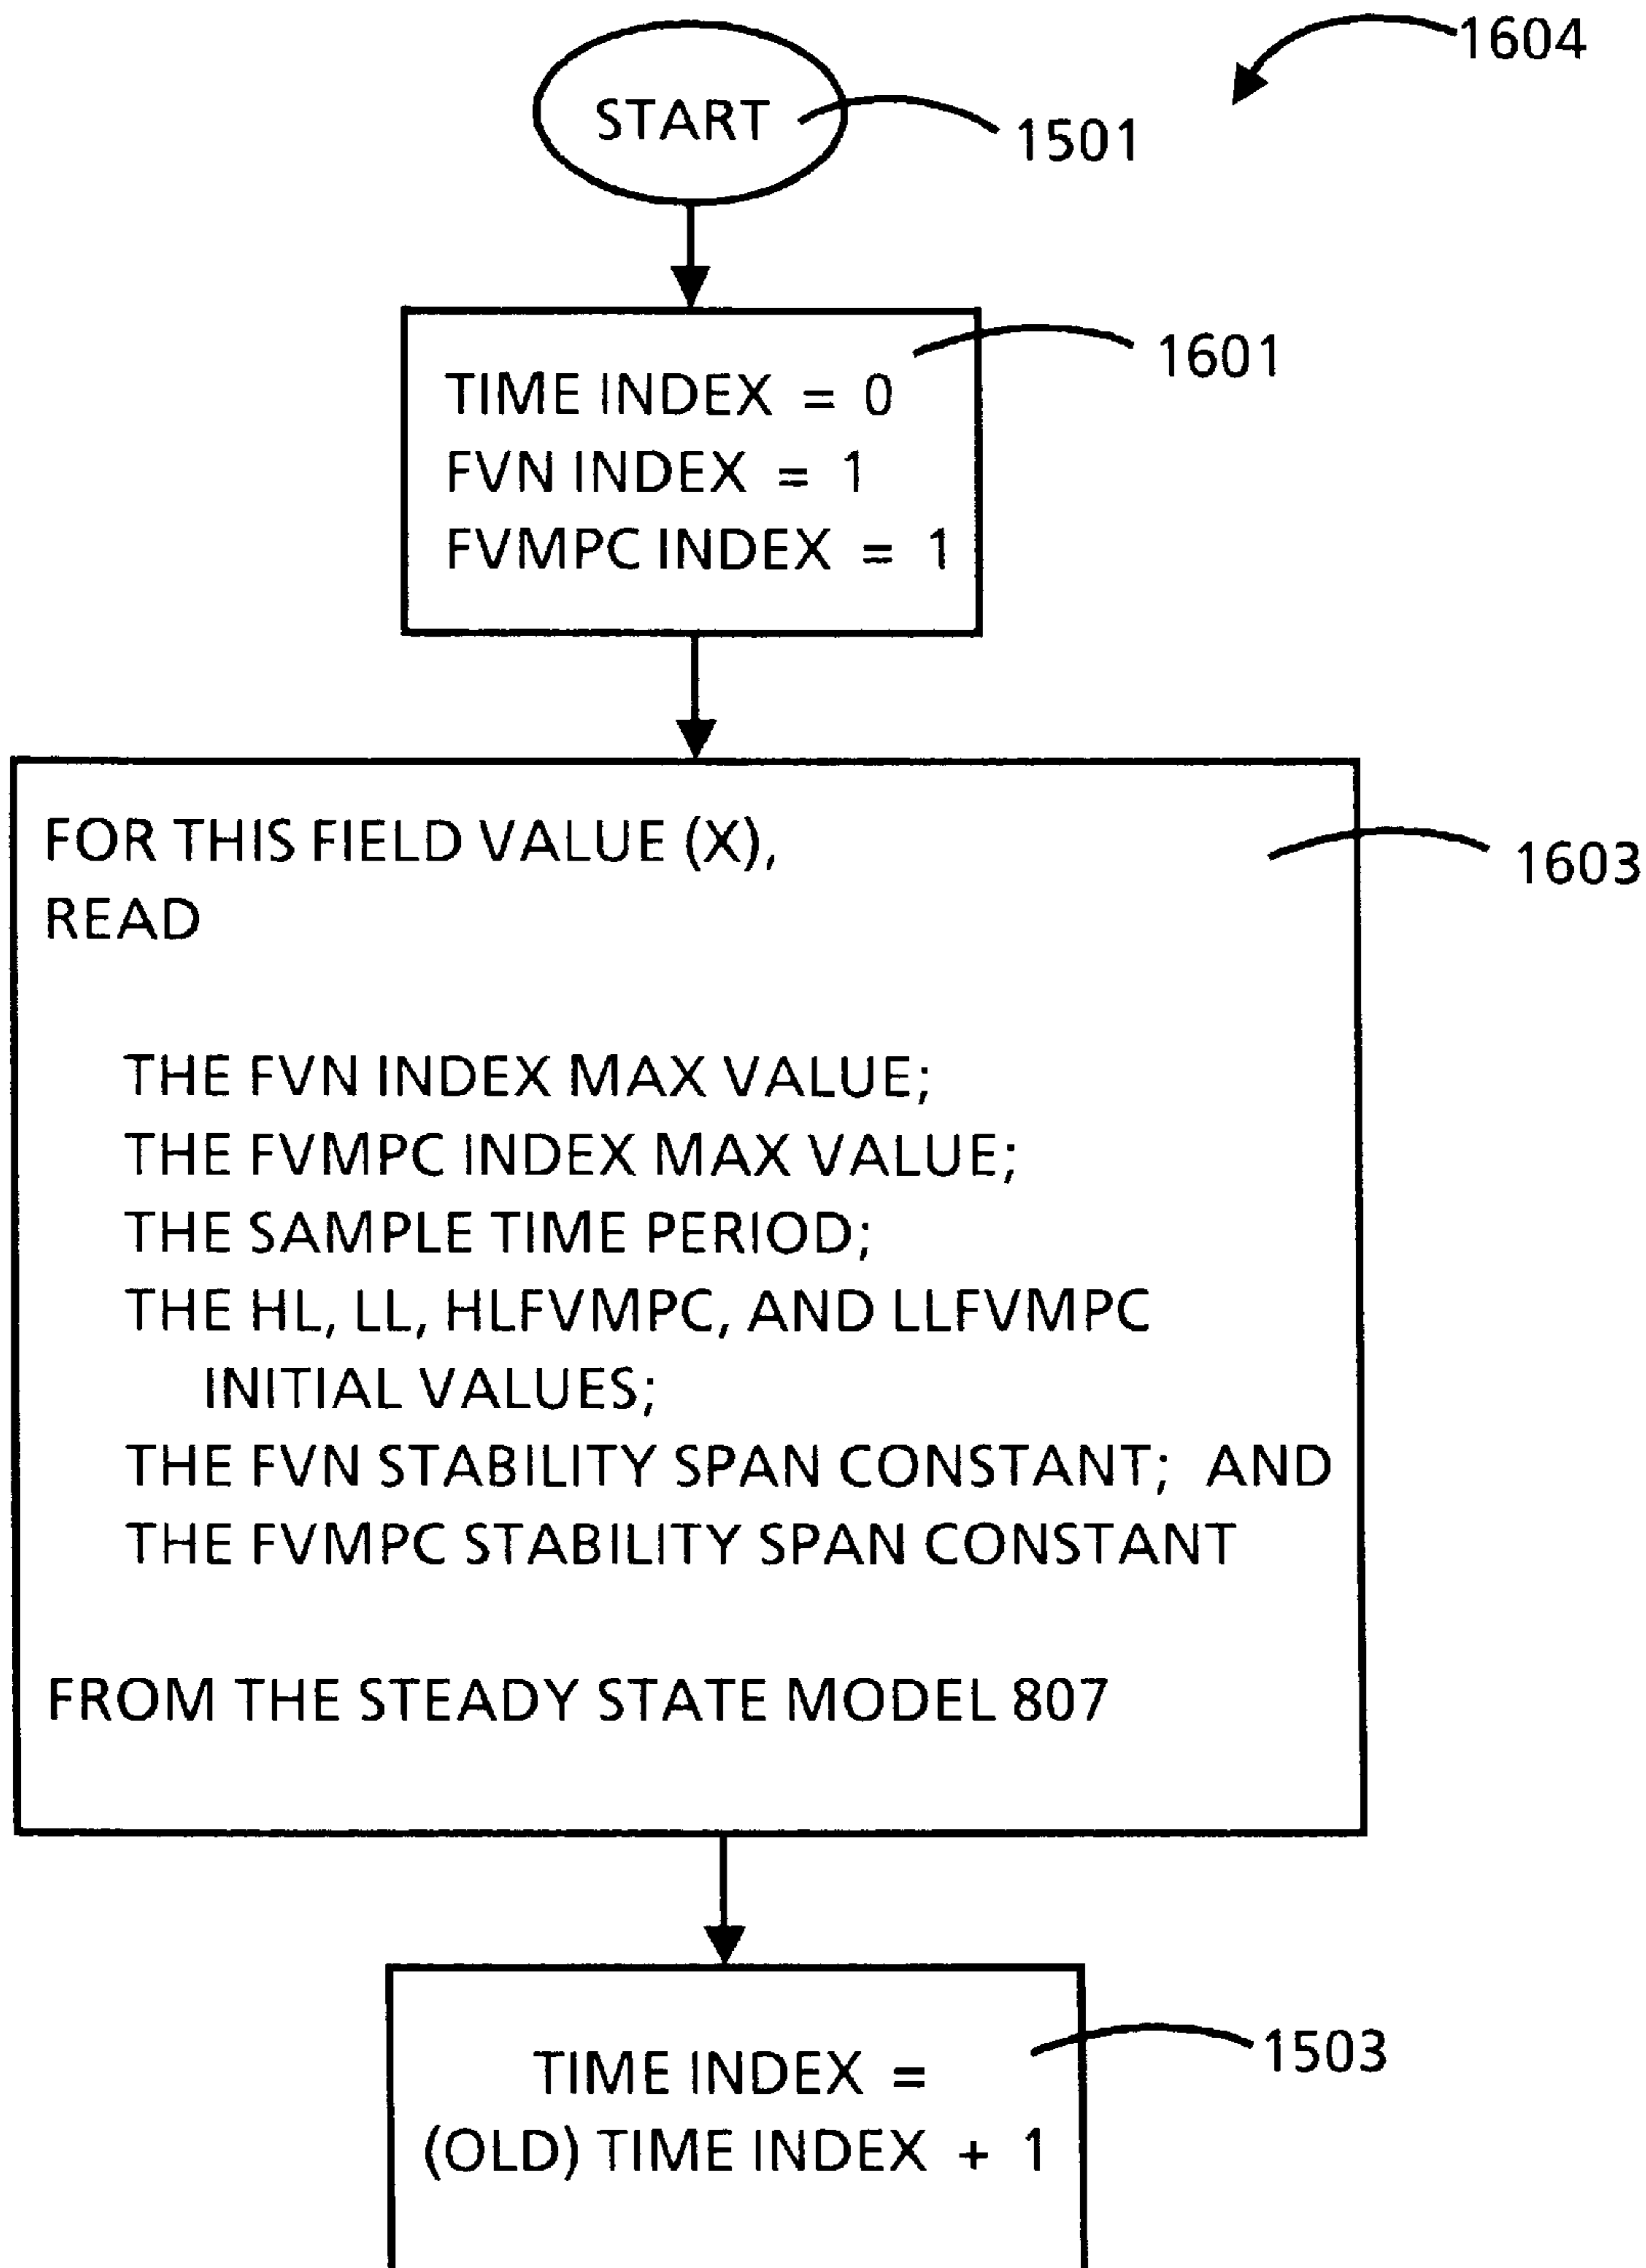 1604
START
1501
1601
TIME INDEX = 0
FVN INDEX = 1
FVMPC INDEX = 1
FOR THIS FIELD VALUE (X),
1603
READ
THE FVN INDEX MAX VALUE;
THE FVMPC INDEX MAX VALUE;
THE SAMPLE TIME PERIOD;
THE HL, LL, HLFVMPC, AND LLFVMPC
INITIAL VALUES;
THE FVN STABILITY SPAN CONSTANT; AND
THE FVMPC STABILITY SPAN CONSTANT
FROM THE STEADY STATE MODEL 807
1503
TIME INDEX =
(OLD) TIME INDEX + 1